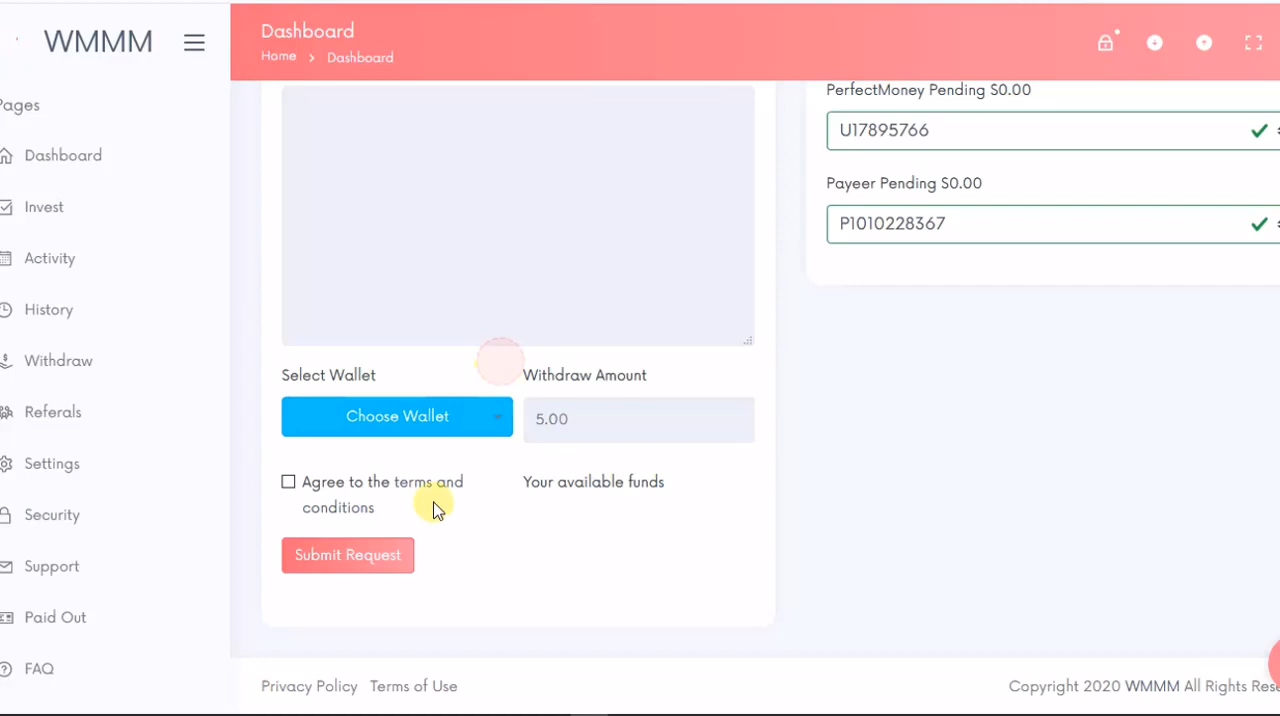 WMMM
Dashboard
Home > Dashboard
Pages
Dashboard
Invest
Activity
History
Withdraw
Referals
Settings
Security
Support
Paid Out
FAQ
Select Wallet
Choose Wallet
Withdraw Amount
5.00
Agree to the terms and
conditions
Your available funds
Submit Request
PerfectMoney Pending $0.00
U17895766
Payeer Pending $0.00
P1010228367
Privacy Policy Terms of Use
Copyright 2020 WMMM All Rights Rese